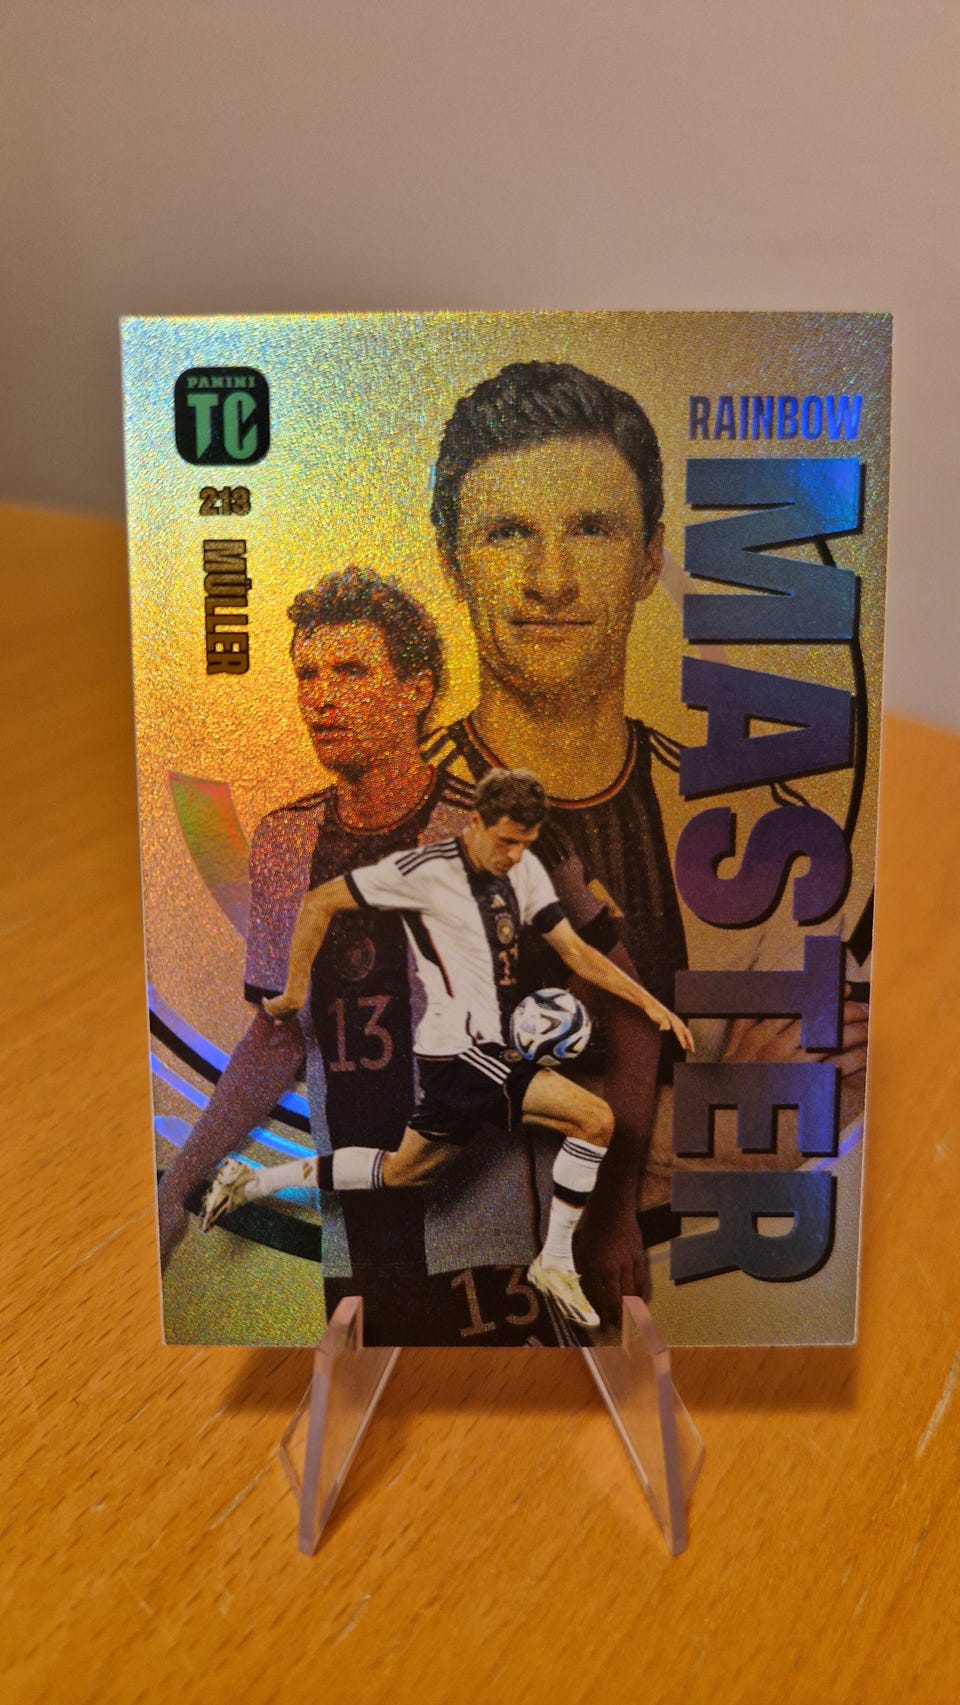 PANINI
TC
213
MÜLLER
RAINBOW
MASTER
13
13